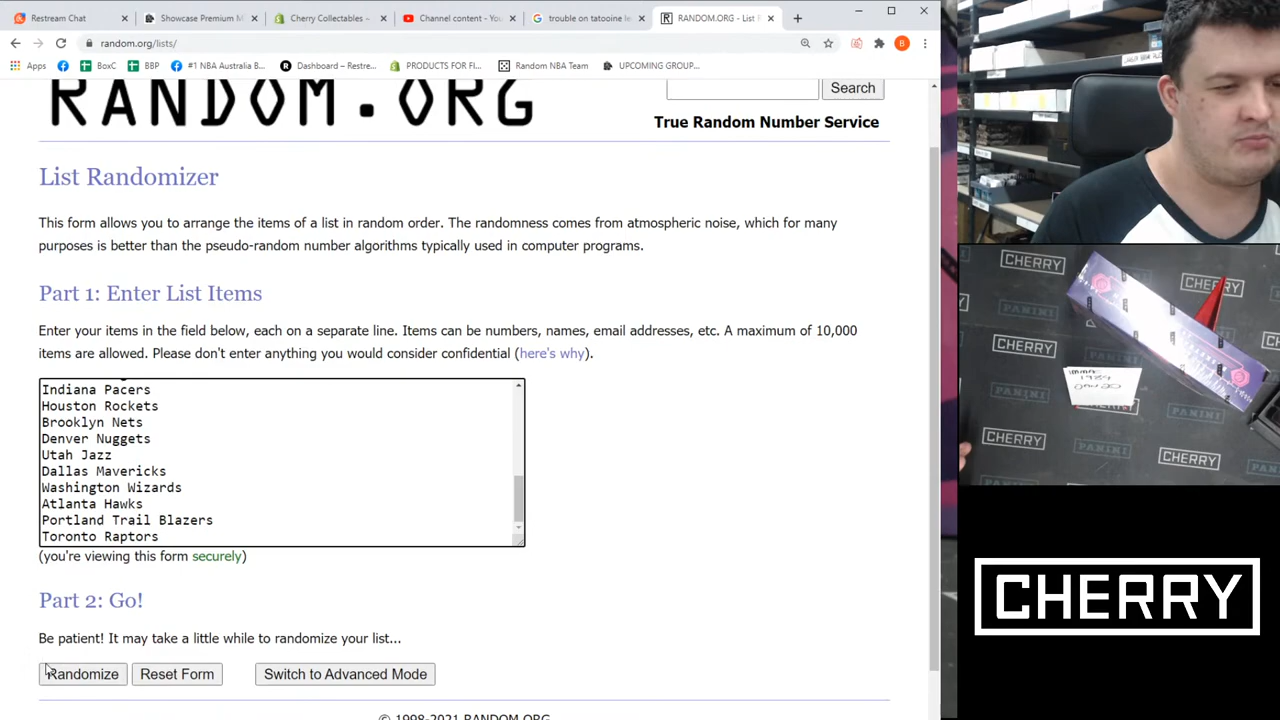 Restream Chat
Showcase Premium M
Cherry Collectables –
Channel content - You
trouble on tatooine le
RANDOM.ORG - List R
random.org/lists/
Apps
BoxC
BBP
#1 NBA Australia B...
Dashboard – Restre...
PRODUCTS FOR FI...
Random NBA Team
UPCOMING GROUP...
RANDOM.ORG
Search
True Random Number Service
List Randomizer
This form allows you to arrange the items of a list in random order. The randomness comes from atmospheric noise, which for many
purposes is better than the pseudo-random number algorithms typically used in computer programs.
Part 1: Enter List Items
Enter your items in the field below, each on a separate line. Items can be numbers, names, email addresses, etc. A maximum of 10,000
items are allowed. Please don't enter anything you would consider confidential (here's why).
Indiana Pacers
Houston Rockets
Brooklyn Nets
Denver Nuggets
Utah Jazz
Dallas Mavericks
Washington Wizards
Atlanta Hawks
Portland Trail Blazers
Toronto Raptors
(you're viewing this form securely)
Part 2: Go!
Be patient! It may take a little while to randomize your list...
Randomize
Reset Form
Switch to Advanced Mode
© 1998-2021 RANDOM.ORG
CHERRY
CHERRY
CHERRY
PANINI
PANINI
PANINI
CHERRY
PANINI
CHERRY
PANINI
CHERRY
CHERRY